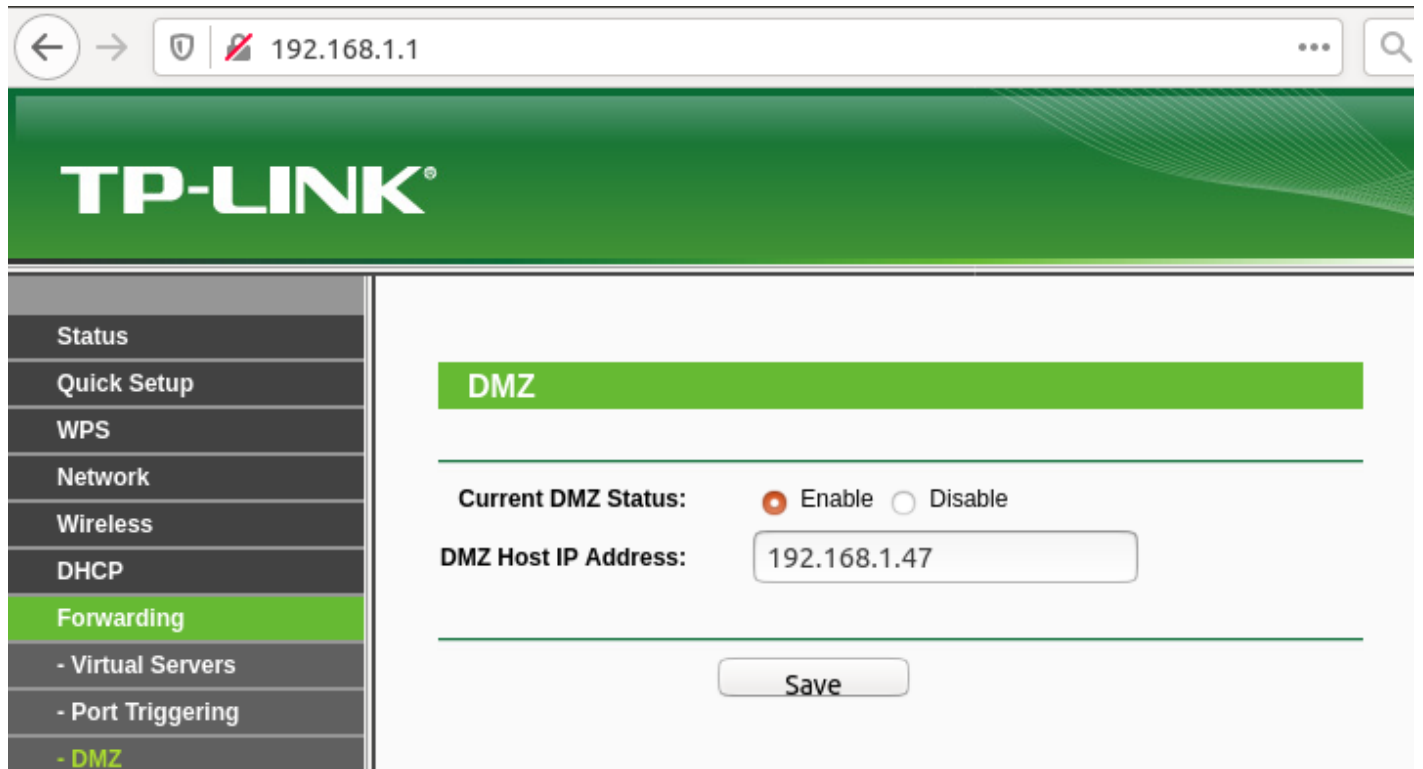 192.168.1.1
TP-LINK®
Status
Quick Setup
WPS
Network
Wireless
DHCP
Forwarding
- Virtual Servers
- Port Triggering
- DMZ
DMZ
Current DMZ Status: Enable Disable
DMZ Host IP Address: 192.168.1.47
Save